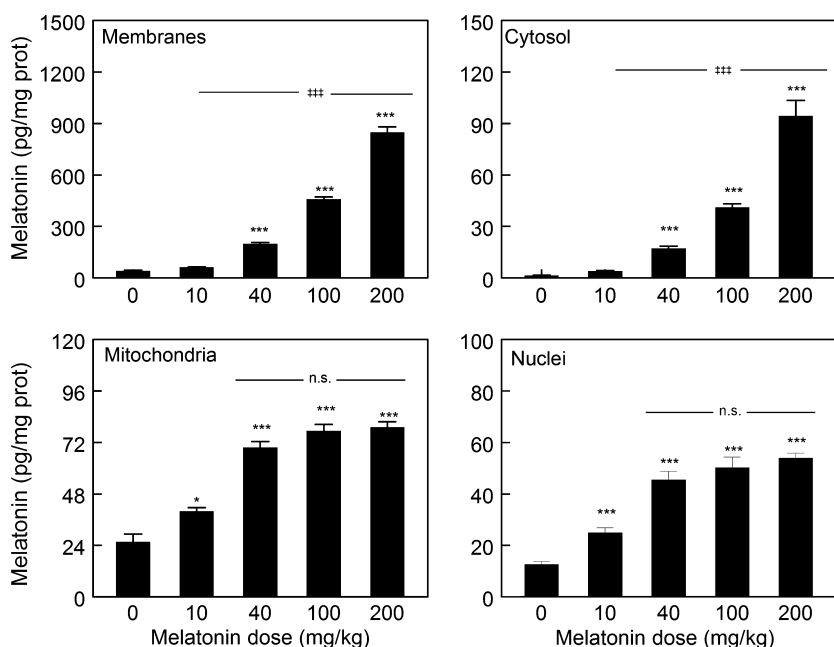 Membranes
Melatonin (pg/mg prot)
1500
1200
900
600
300
0
‡‡‡
***
***
***
0 10 40 100 200
Cytosol
150
120
90
60
30
0
‡‡‡
***
***
***
0 10 40 100 200
Mitochondria
Melatonin (pg/mg prot)
120
96
72
48
24
0
n.s.
*
***
***
***
0 10 40 100 200
Melatonin dose (mg/kg)
Nuclei
100
80
60
40
20
0
n.s.
***
***
***
***
0 10 40 100 200
Melatonin dose (mg/kg)